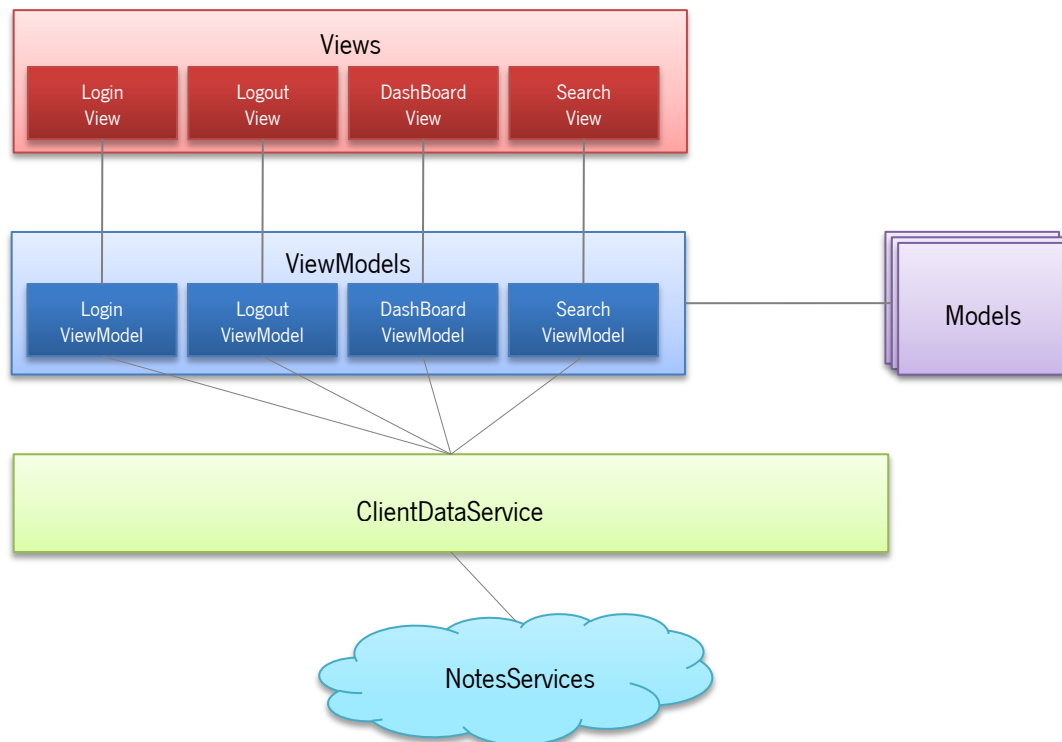 Views
Login
View
Logout
View
DashBoard
View
Search
View
ViewModels
Login
ViewModel
Logout
ViewModel
DashBoard
ViewModel
Search
ViewModel
Models
ClientDataService
NotesServices